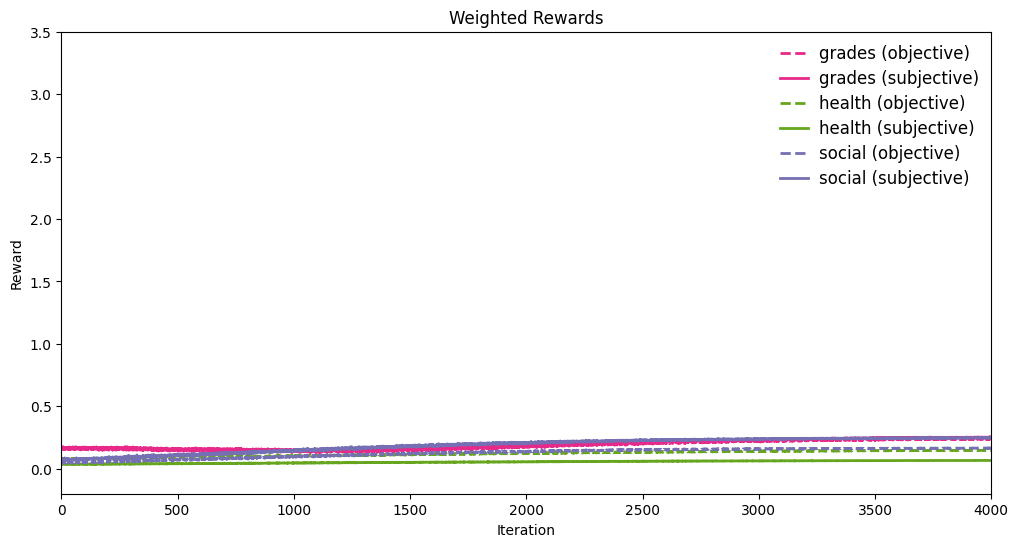 Weighted Rewards
3.5
3.0
2.5
2.0
1.5
1.0
0.5
0.0
Reward
grades (objective)
grades (subjective)
health (objective)
health (subjective)
social (objective)
social (subjective)
0 500 1000 1500 2000 2500 3000 3500 4000
Iteration